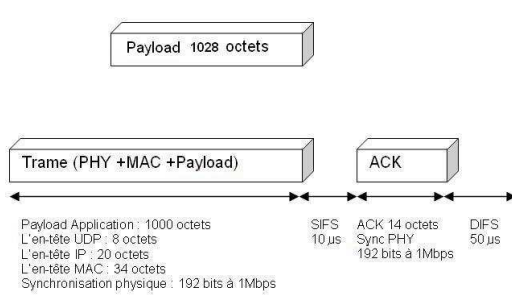 Payload 1028 octets
Trame (PHY +MAC +Payload)
ACK
Payload Application : 1000 octets
L'en-tête UDP : 8 octets
L'en-tête IP : 20 octets
L'en-tête MAC : 34 octets
Synchronisation physique : 192 bits à 1Mbps
SIFS
10 µs
ACK 14 octets
Sync PHY
192 bits à 1Mbps
DIFS
50 µs